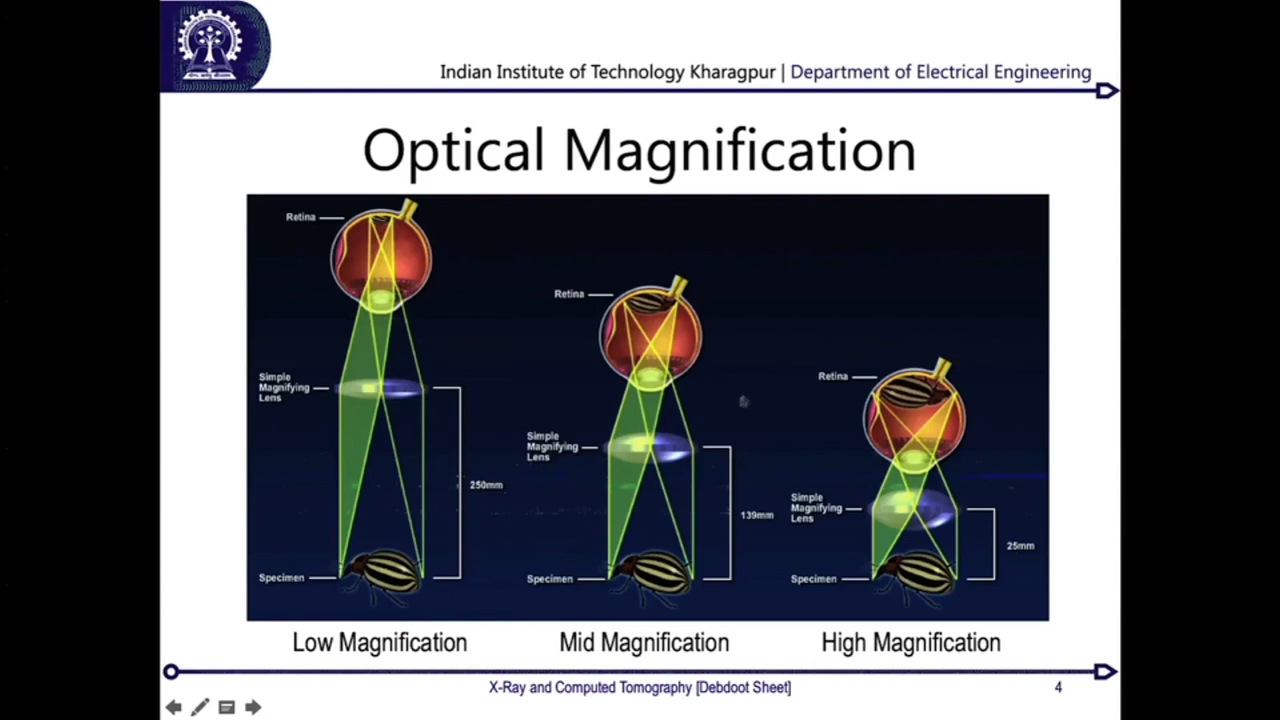 Indian Institute of Technology Kharagpur | Department of Electrical Engineering
Optical Magnification
Retina
Simple
Magnifying
Lens
250mm
Specimen
Low Magnification
Retina
Simple
Magnifying
Lens
139mm
Specimen
Mid Magnification
Retina
Simple
Magnifying
Lens
25mm
Specimen
High Magnification
X-Ray and Computed Tomography [Debdoot Sheet]
4